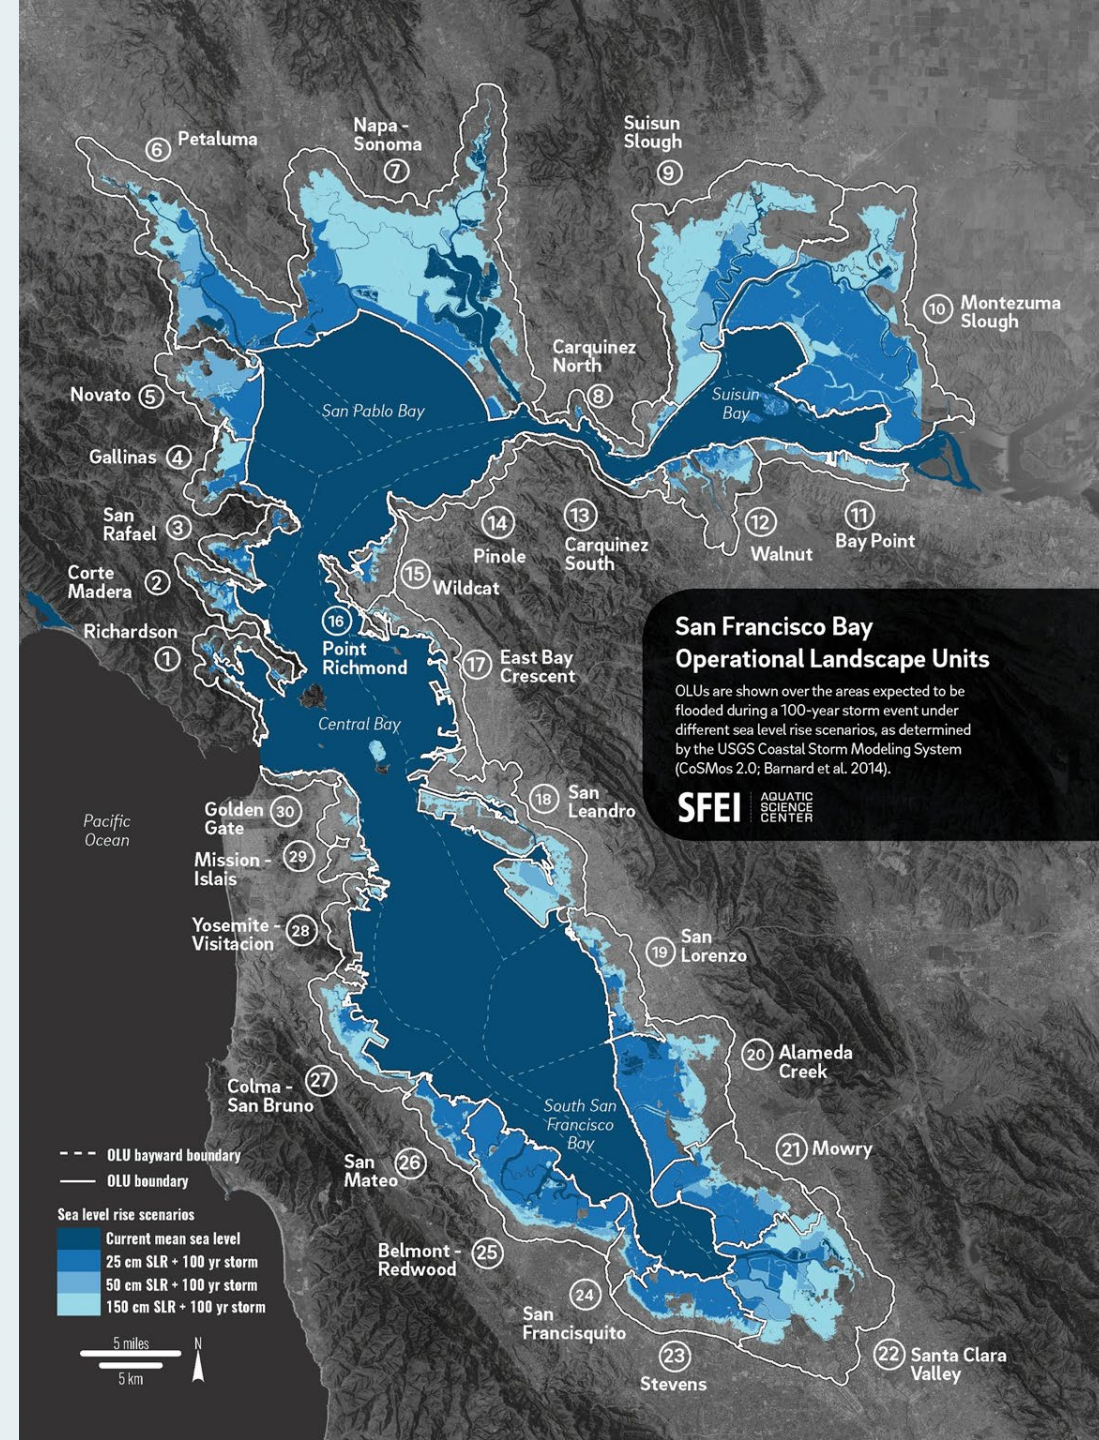 6
Petaluma
Napa -
Sonoma
7
Suisun
Slough
9
10
Montezuma
Slough
Carquinez
North
8
Suisun
Bay
San Pablo Bay
Novato
5
Gallinas
4
San
Rafael
3
14
Pinole
13
Carquinez
South
12
Walnut
11
Bay Point
Corte
Madera
2
15
Wildcat
Richardson
1
16
Point
Richmond
17
East Bay
Crescent
San Francisco Bay
Operational Landscape Units
OLUs are shown over the areas expected to be
flooded during a 100-year storm event under
different sea level rise scenarios, as determined
by the USGS Coastal Storm Modeling System
(CoSMos 2.0; Barnard et al. 2014).
SFEI
AQUATIC
SCIENCE
CENTER
Central Bay
Pacific
Ocean
Golden
Gate
30
18
San
Leandro
Mission -
Islais
29
Yosemite -
Visitacion
28
19
San
Lorenzo
20
Alameda
Creek
Colma -
San Bruno
27
South San
Francisco
Bay
21
Mowry
San
Mateo
26
Belmont -
Redwood
25
24
San
Francisquito
23
Stevens
22
Santa Clara
Valley
OLU bayward boundary
OLU boundary
Sea level rise scenarios
Current mean sea level
25 cm SLR + 100 yr storm
50 cm SLR + 100 yr storm
150 cm SLR + 100 yr storm
5 miles
5 km
N